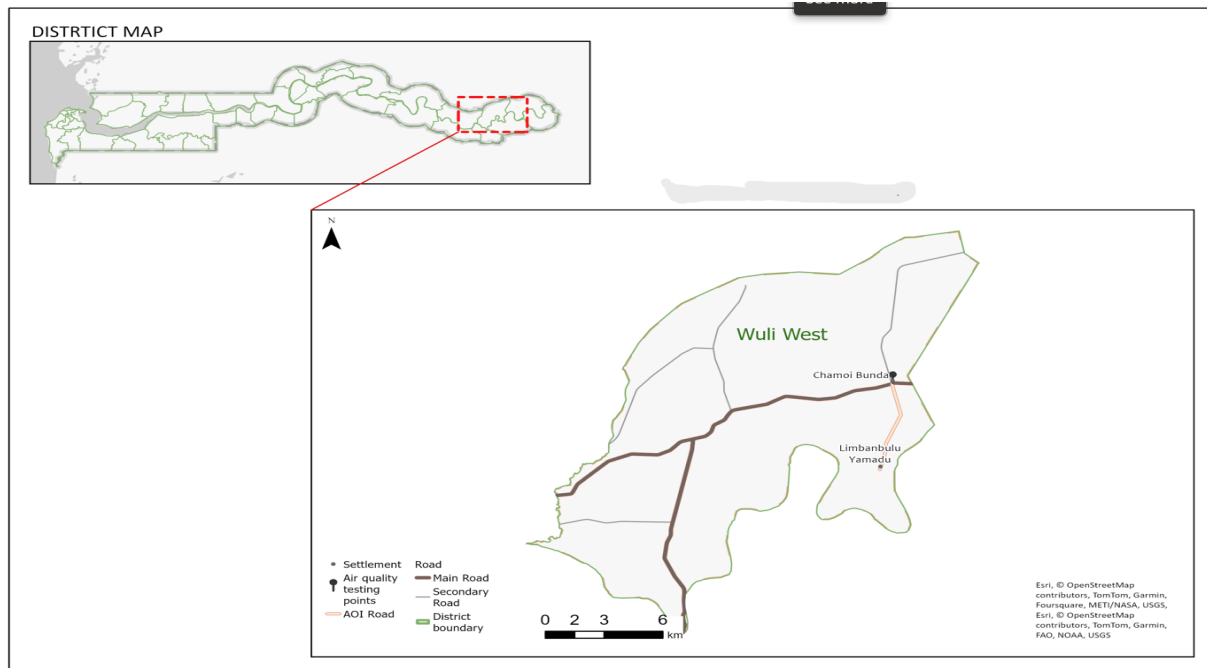 DISTRTICT MAP
N
Wuli West
Chamoi Bunda
Limbanbulu
Yamadu
Settlement
Air quality
testing
points
AOI Road
Road
Main Road
Secondary
Road
District
boundary
0 2 3 6
km
Esri, © OpenStreetMap
contributors, TomTom, Garmin,
Foursquare, METI/NASA, USGS,
Esri, © OpenStreetMap
contributors, TomTom, Garmin,
FAO, NOAA, USGS